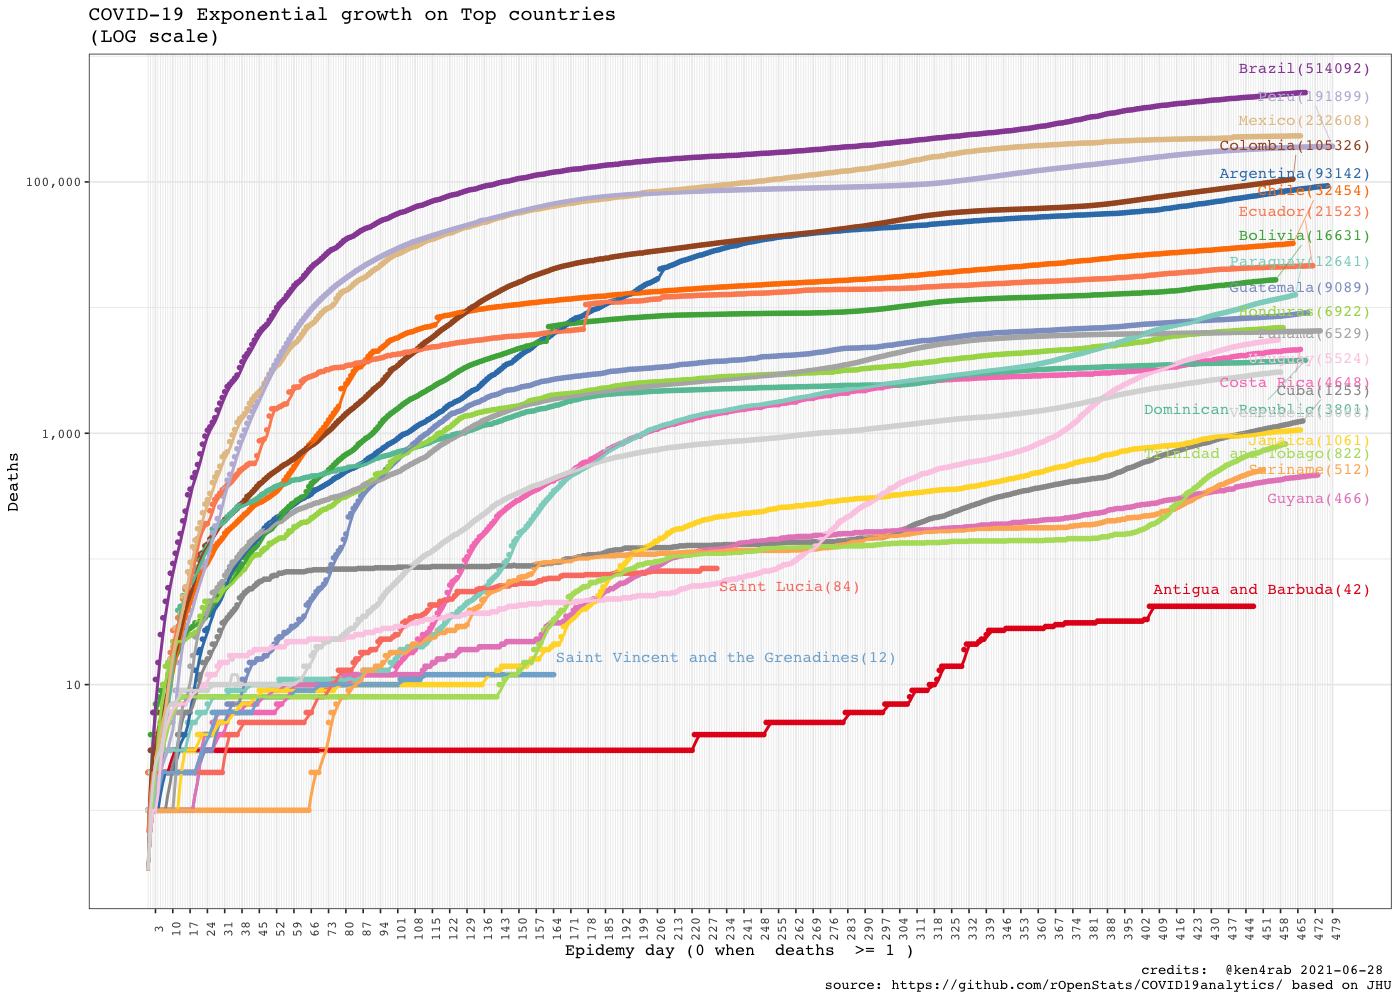 COVID-19 Exponential growth on Top countries
(LOG scale)
Brazil(514092)
Peru(191899)
Mexico(232608)
Colombia(105326)
Argentina(93142)
Chile(32454)
Ecuador(21523)
Bolivia(16631)
Paraguay(12641)
Guatemala(9089)
Honduras(6922)
Panama(6529)
Uruguay(5524)
Costa Rica(4648)
Cuba(1253)
Dominican Republic(3801)
Jamaica(1061)
Trinidad and Tobago(822)
Suriname(512)
Guyana(466)
Saint Lucia(84)
Antigua and Barbuda(42)
Saint Vincent and the Grenadines(12)
100,000
1,000
10
Deaths
3 10 17 24 31 38 45 52 59 66 73 80 87 94 101 108 115 122 129 136 143 150 157 164 171 178 185 192 199 206 213 220 227 234 241 248 255 262 269 276 283 290 297 304 311 318 325 332 339 346 353 360 367 374 381 388 395 402 409 416 423 430 437 444 451 458 465 472 479
Epidemy day (0 when deaths >= 1 )
credits: @ken4rab 2021-06-28
source: https://github.com/rOpenStats/COVID19analytics/ based on JHU